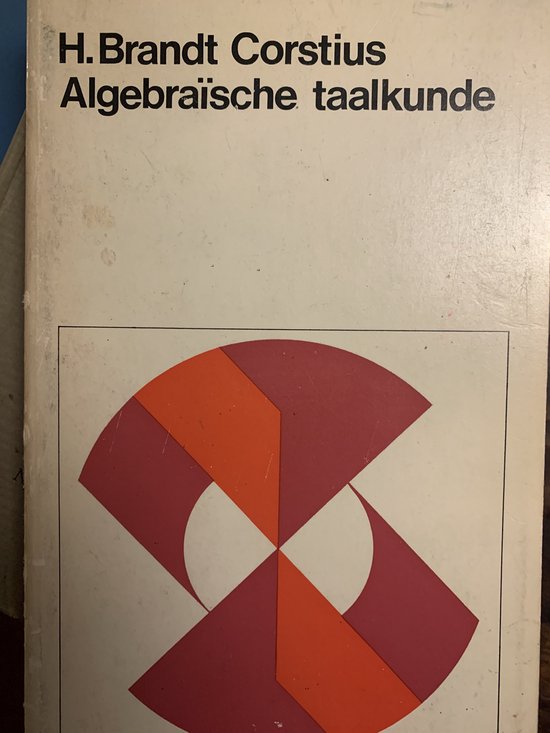 H. Brandt Corstius
Algebraïsche taalkunde